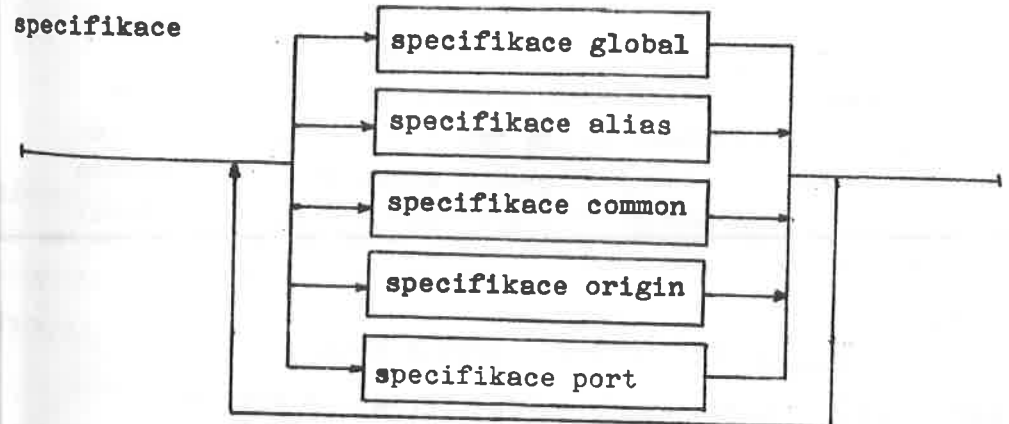 specifikace
specifikace global
specifikace alias
specifikace common
specifikace origin
specifikace port